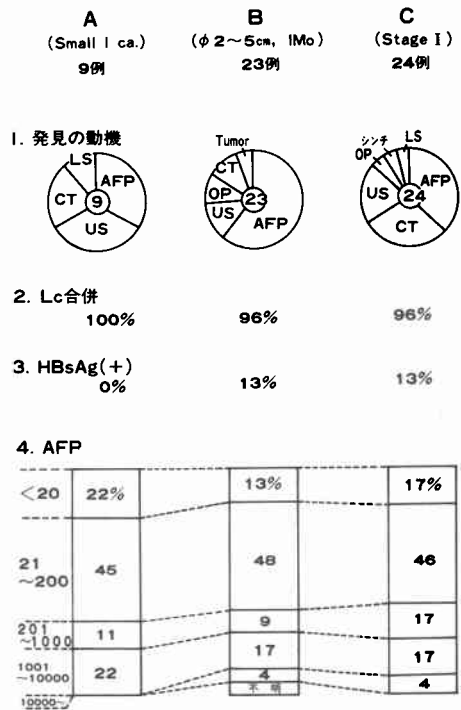 A B C
(Small l ca.) (φ2～5cm, IMo) (Stage I)
9例 23例 24例
1. 発見の動機
LS AFP CT US 9
Tumor CT OP US AFP 23
シンチ LS OP US AFP CT 24
2. Lc合併
100% 96% 96%
3. HBsAg(+)
0% 13% 13%
4. AFP
<20 22% 13% 17%
21～200 45 48 46
201～1000 11 9 17
1001～10000 22 17 17
10000～ 4 4
不明